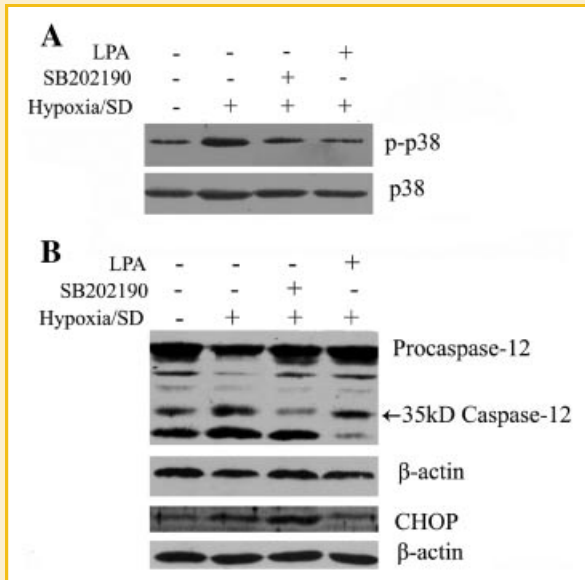 A
LPA - - - +
SB202190 - - + -
Hypoxia/SD - + + +
p-p38
p38
B
LPA - - - +
SB202190 - - + -
Hypoxia/SD - + + +
Procaspase-12
←35kD Caspase-12
β-actin
CHOP
β-actin